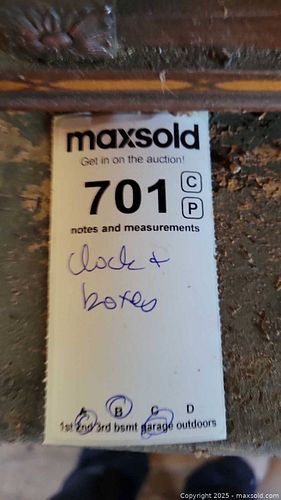 maxsold
Get in on the auction!
701 C
P
notes and measurements
Clock +
boxes
A B C D
1st 2nd 3rd bsmt garage outdoors
Copyright 2025 - maxsold.com